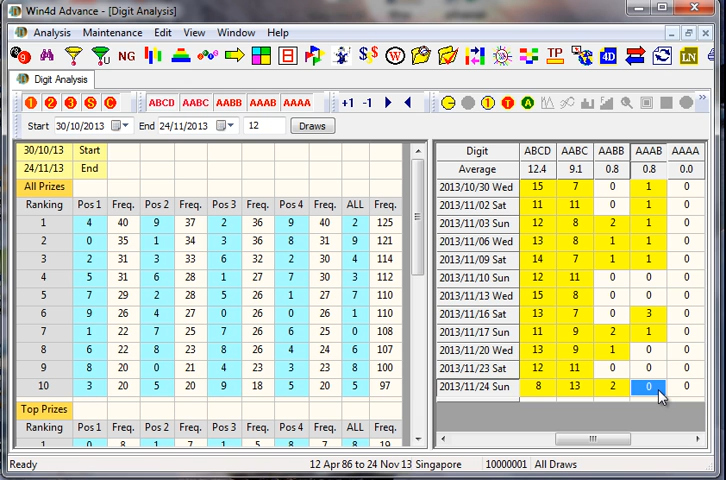 Win4d Advance - [Digit Analysis]
Analysis Maintenance Edit View Window Help
NG $$ W TP 4D LN
Digit Analysis
1 2 3 S C ABCD AABC AABB AAAB AAAA +1 -1 1 T A
Start 30/10/2013 End 24/11/2013 12 Draws
30/10/13 Start
24/11/13 End
All Prizes
Ranking Pos 1 Freq. Pos 2 Freq. Pos 3 Freq. Pos 4 Freq. ALL Freq.
1 4 40 9 37 2 36 9 40 2 125
2 0 35 1 34 3 36 8 31 9 121
3 2 31 3 33 6 32 2 30 4 114
4 5 31 6 28 1 27 7 30 3 112
5 7 29 2 28 5 27 1 27 7 110
6 9 26 4 27 0 26 0 26 1 110
7 1 22 7 25 7 26 6 25 0 108
8 6 22 8 23 8 26 4 24 6 107
9 8 20 0 21 4 23 3 23 8 100
10 3 20 5 20 9 18 5 20 5 97
Top Prizes
Ranking Pos 1 Freq. Pos 2 Freq. Pos 3 Freq. Pos 4 Freq. ALL Freq.
1 0 8 1 7 1 5 8 7 8 19
Digit ABCD AABC AABB AAAB AAAA
Average 12.4 9.1 0.8 0.8 0.0
2013/10/30 Wed 15 7 0 1 0
2013/11/02 Sat 11 11 0 1 0
2013/11/03 Sun 12 8 2 1 0
2013/11/06 Wed 13 8 1 1 0
2013/11/09 Sat 14 7 1 1 0
2013/11/10 Sun 12 11 0 0 0
2013/11/13 Wed 15 8 0 0 0
2013/11/16 Sat 13 7 0 3 0
2013/11/17 Sun 11 9 2 1 0
2013/11/20 Wed 13 9 1 0 0
2013/11/23 Sat 12 11 0 0 0
2013/11/24 Sun 8 13 2 0 0
Ready 12 Apr 86 to 24 Nov 13 Singapore 10000001 All Draws